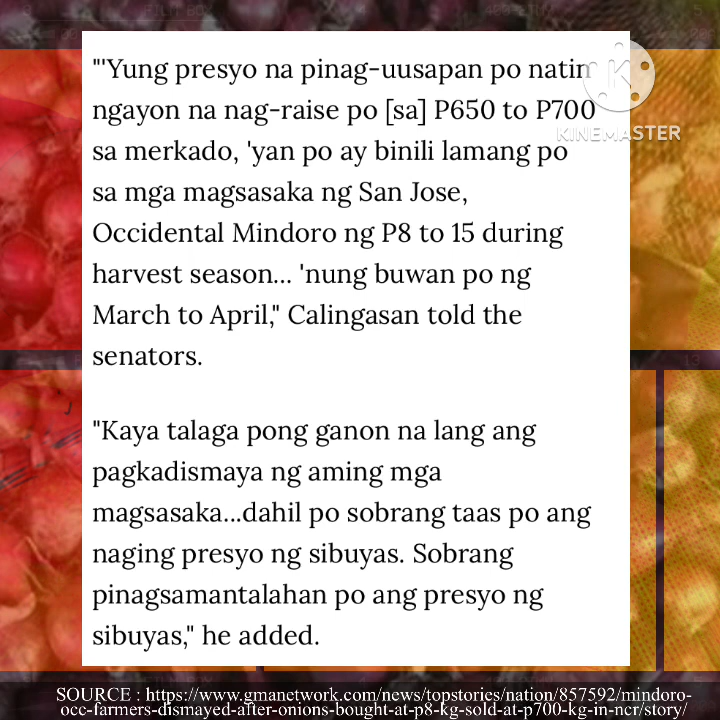 "'Yung presyo na pinag-uusapan po natin
ngayon na nag-raise po [sa] P650 to P700
KINEMASTER
sa merkado, 'yan po ay binili lamang po
sa mga magsasaka ng San Jose,
Occidental Mindoro ng P8 to 15 during
harvest season... 'nung buwan po ng
March to April," Calingasan told the
senators.
"Kaya talaga pong ganon na lang ang
pagkadismaya ng aming mga
magsasaka...dahil po sobrang taas po ang
naging presyo ng sibuyas. Sobrang
pinagsamantalahan po ang presyo ng
sibuyas," he added.
SOURCE : https://www.gmanetwork.com/news/topstories/nation/857592/mindoro-
occ-farmers-dismayed-after-onions-bought-at-p8-kg-sold-at-p700-kg-in-ncr/story/